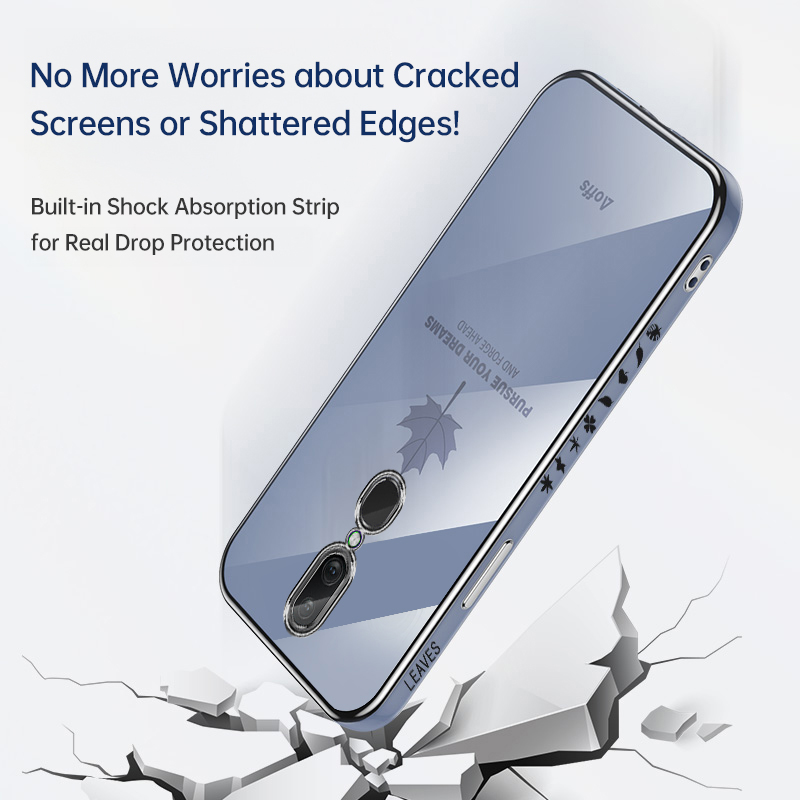 No More Worries about Cracked
Screens or Shattered Edges!
Built-in Shock Absorption Strip
for Real Drop Protection
Δoffs
PURSUE YOUR DREAMS
AND FORGE AHEAD
LEAVES